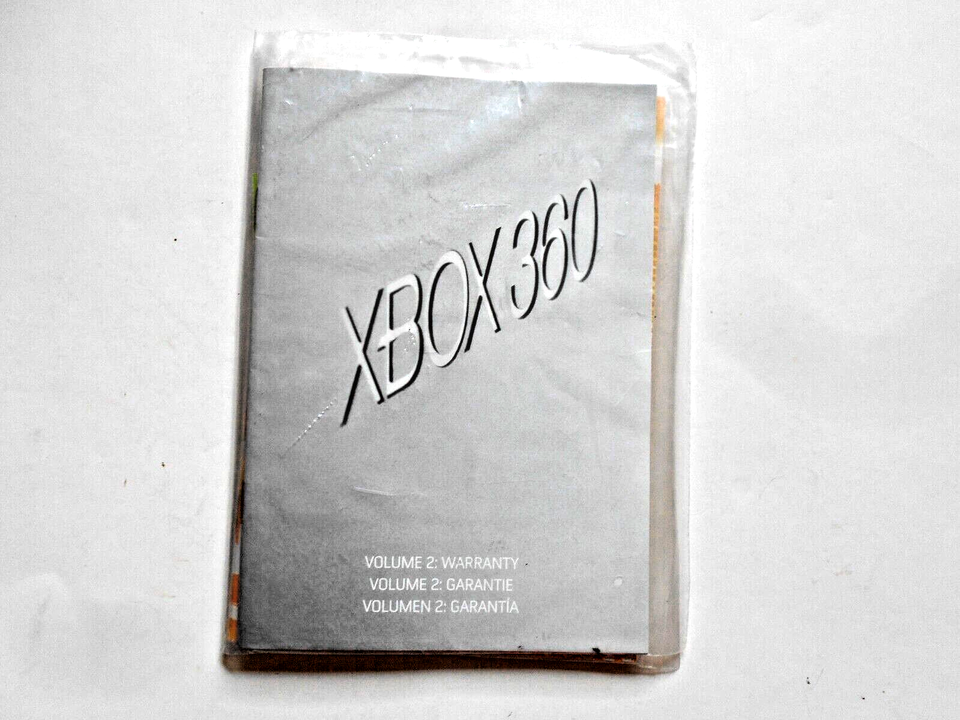 XBOX 360
VOLUME 2: WARRANTY
VOLUME 2: GARANTIE
VOLUMEN 2: GARANTÍA